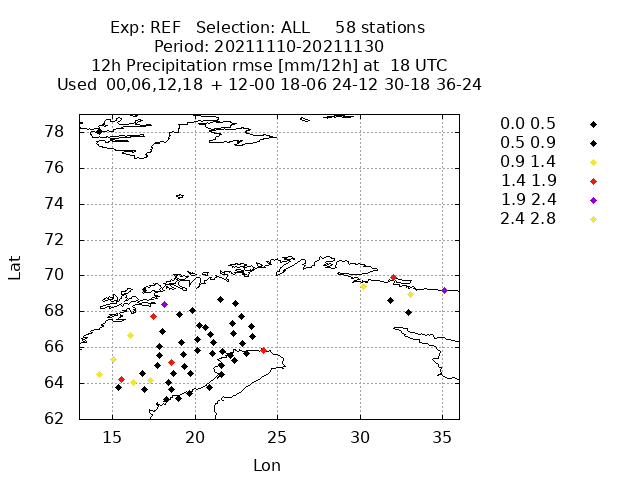 Exp: REF   Selection: ALL     58 stations
Period: 20211110-20211130
12h Precipitation rmse [mm/12h] at  18 UTC
Used  00,06,12,18  + 12-00 18-06 24-12 30-18 36-24
0.0 0.5
0.5 0.9
0.9 1.4
1.4 1.9
1.9 2.4
2.4 2.8
78
76
74
72
70
68
66
64
62
Lat
15 20 25 30 35
Lon